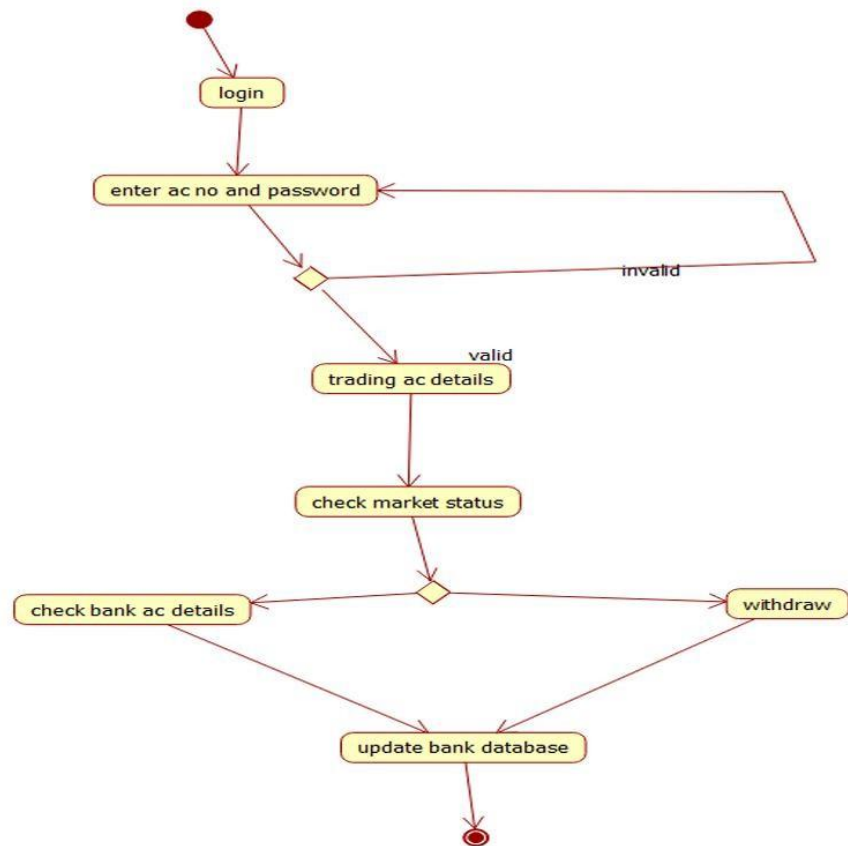 login
enter ac no and password
invalid
valid
trading ac details
check market status
check bank ac details
withdraw
update bank database